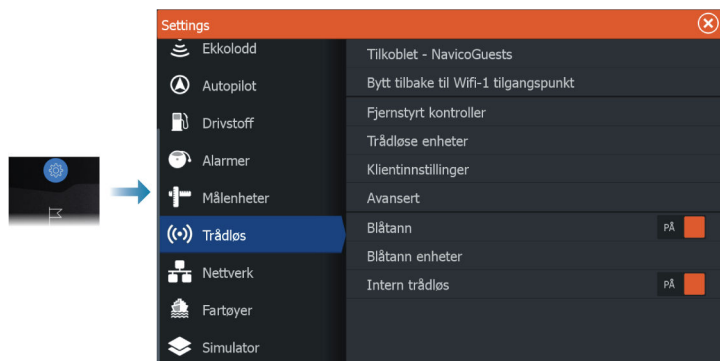 Settings
Ekkolodd
Autopilot
Drivstoff
Alarmer
Målenheter
Trådløs
Nettverk
Fartøyer
Simulator
Tilkoblet - NavicoGuests
Bytt tilbake til Wifi-1 tilgangspunkt
Fjernstyrt kontroller
Trådløse enheter
Klientinnstillinger
Avansert
Blåtann PÅ
Blåtann enheter
Intern trådløs PÅ